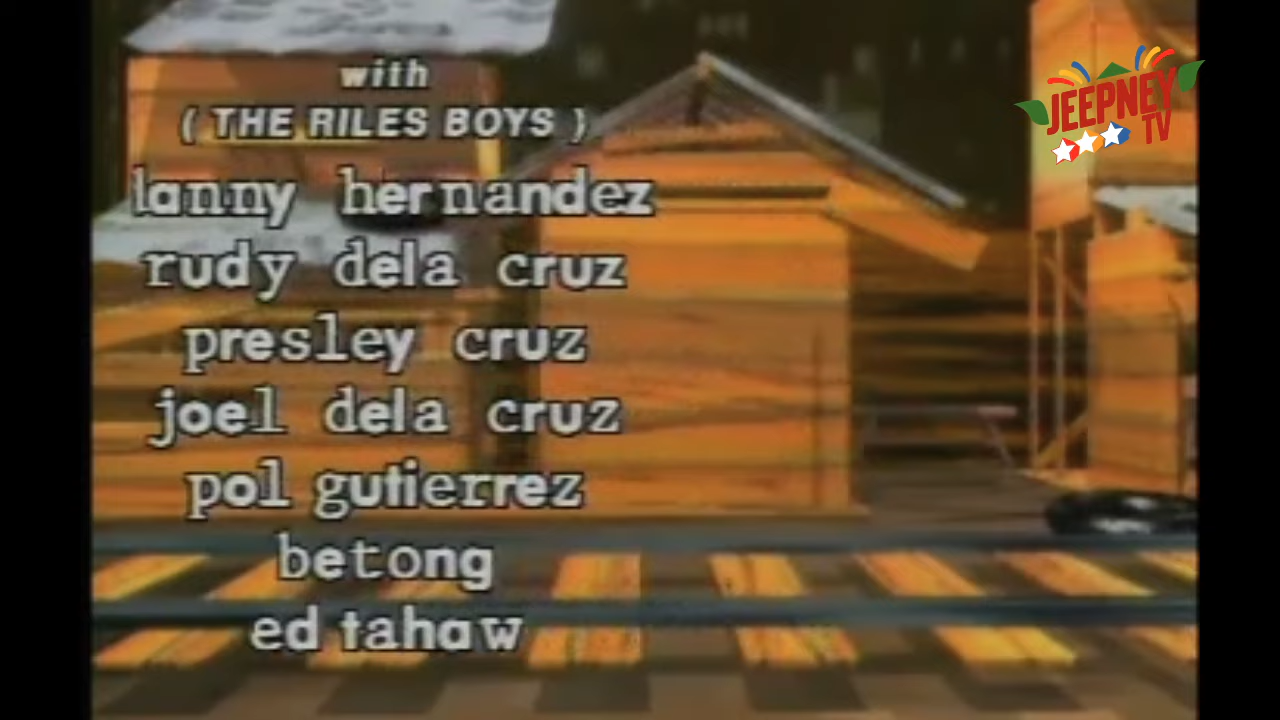 with
( THE RILES BOYS )
lanny hernandez
rudy dela cruz
presley cruz
joel dela cruz
pol gutierrez
betong
ed tahaw
JEEPNEY
TV